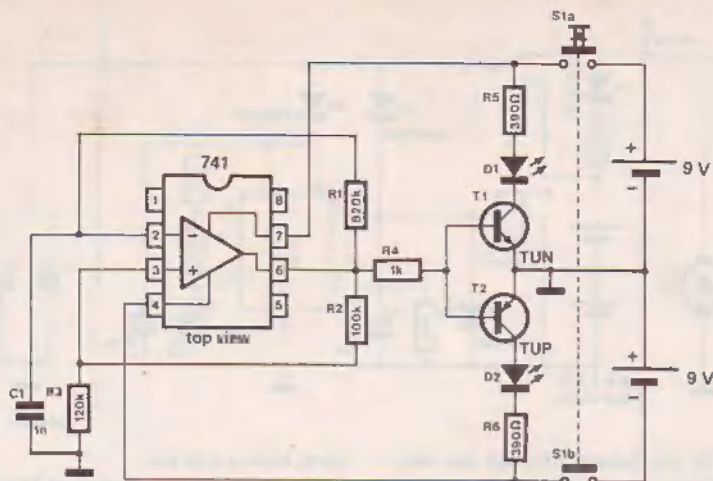 S1a
R5
390Ω
741
D1
+
1
8
R1
820k
9 V
−
2
−
7
T1
R4
1k
TUN
3
+
6
T2
4
5
R2
100k
TUP
top view
+
9 V
D2
−
C1
1n
R3
120k
R6
390Ω
S1b